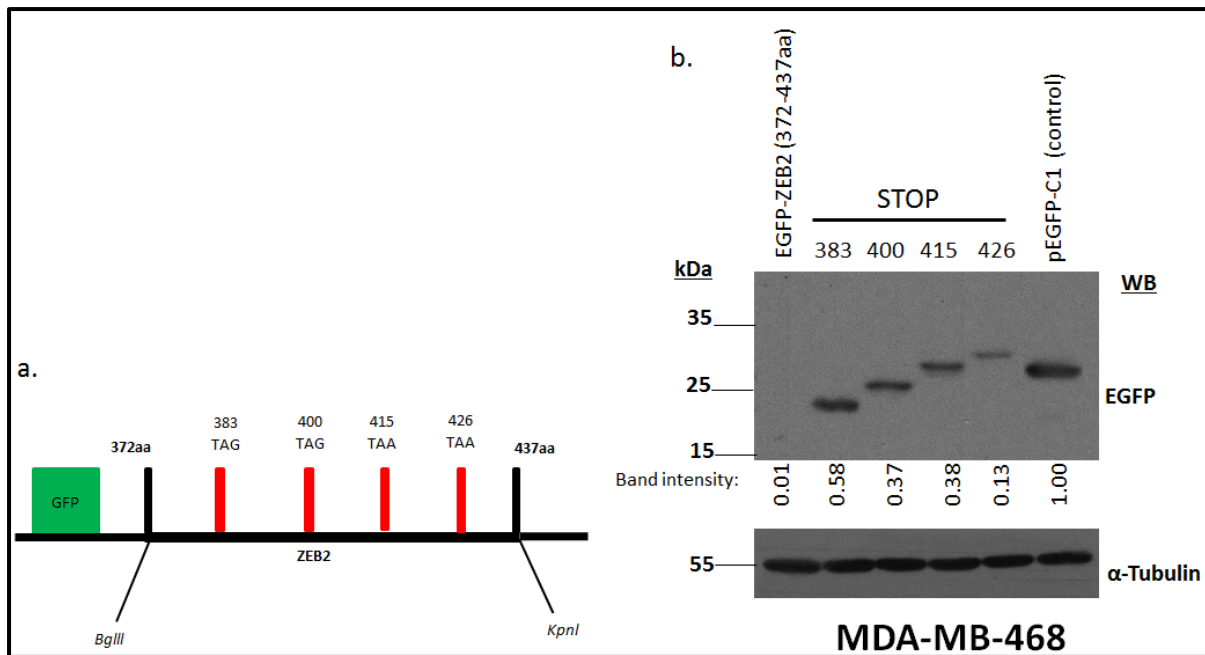 a.
GFP
372aa
383
TAG
400
TAG
415
TAA
426
TAA
437aa
ZEB2
BglII
KpnI
b.
EGFP-ZEB2 (372-437aa)
STOP
383 400 415 426
pEGFP-C1 (control)
kDa
WB
35
25
15
EGFP
Band intensity: 0.01 0.58 0.37 0.38 0.13 1.00
55
α-Tubulin
MDA-MB-468